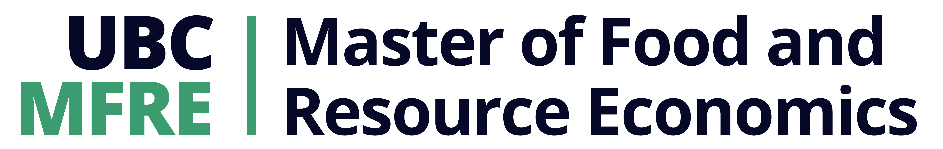 UBC
MFRE
Master of Food and
Resource Economics